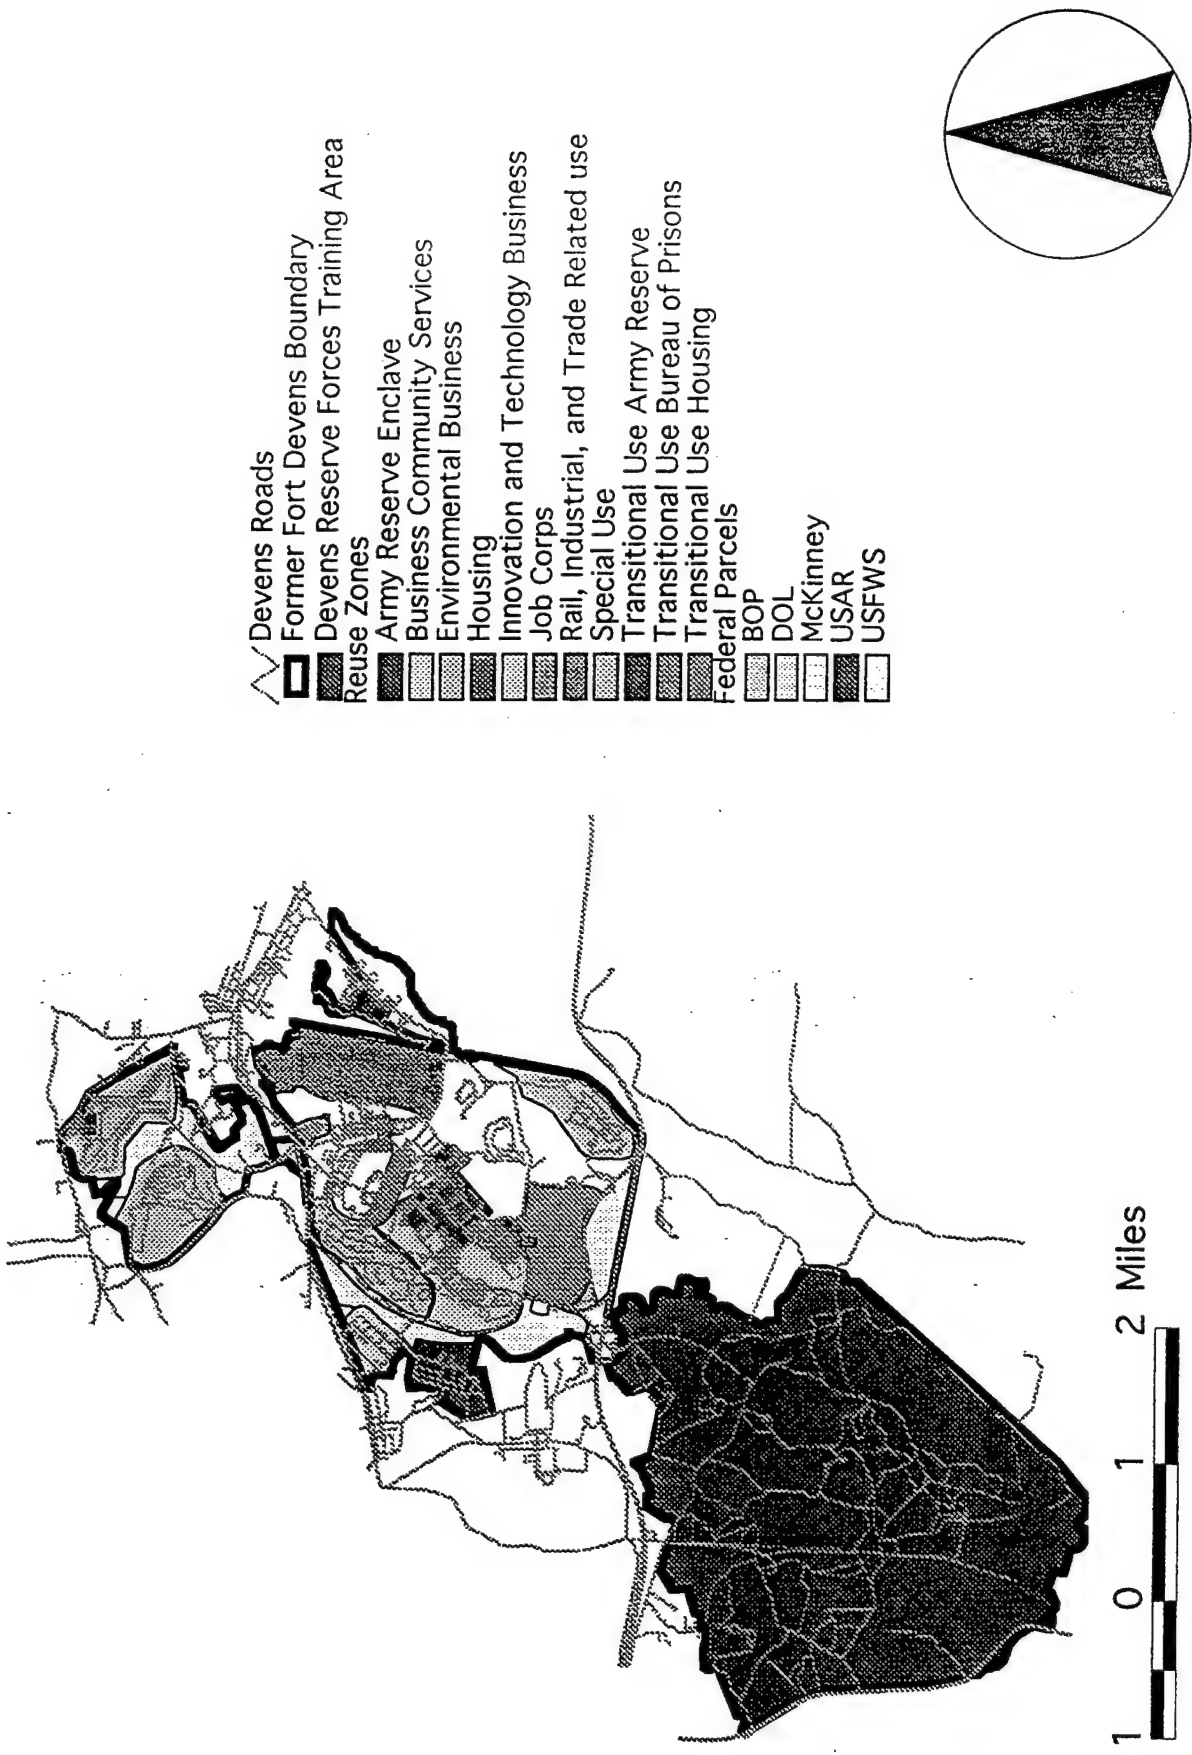 Devens Roads
Former Fort Devens Boundary
Devens Reserve Forces Training Area
Reuse Zones
Army Reserve Enclave
Business Community Services
Environmental Business
Housing
Innovation and Technology Business
Job Corps
Rail, Industrial, and Trade Related use
Special Use
Transitional Use Army Reserve
Transitional Use Bureau of Prisons
Transitional Use Housing
Federal Parcels
BOP
DOL
McKinney
USAR
USFWS
1 0 1 2 Miles